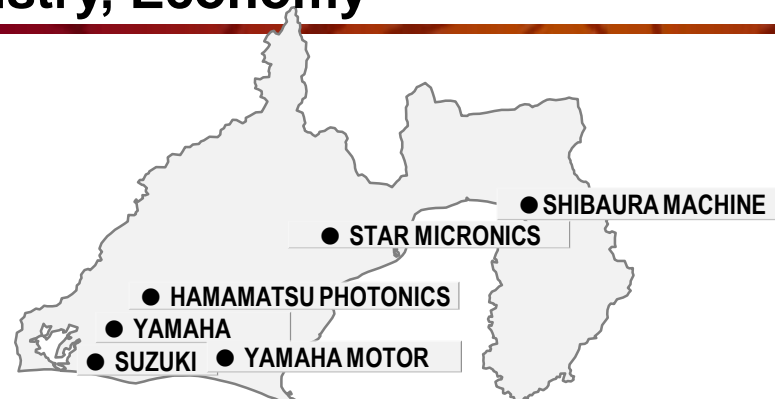 stry, Economy
SHIBAURA MACHINE
STAR MICRONICS
HAMAMATSU PHOTONICS
YAMAHA
SUZUKI
YAMAHA MOTOR